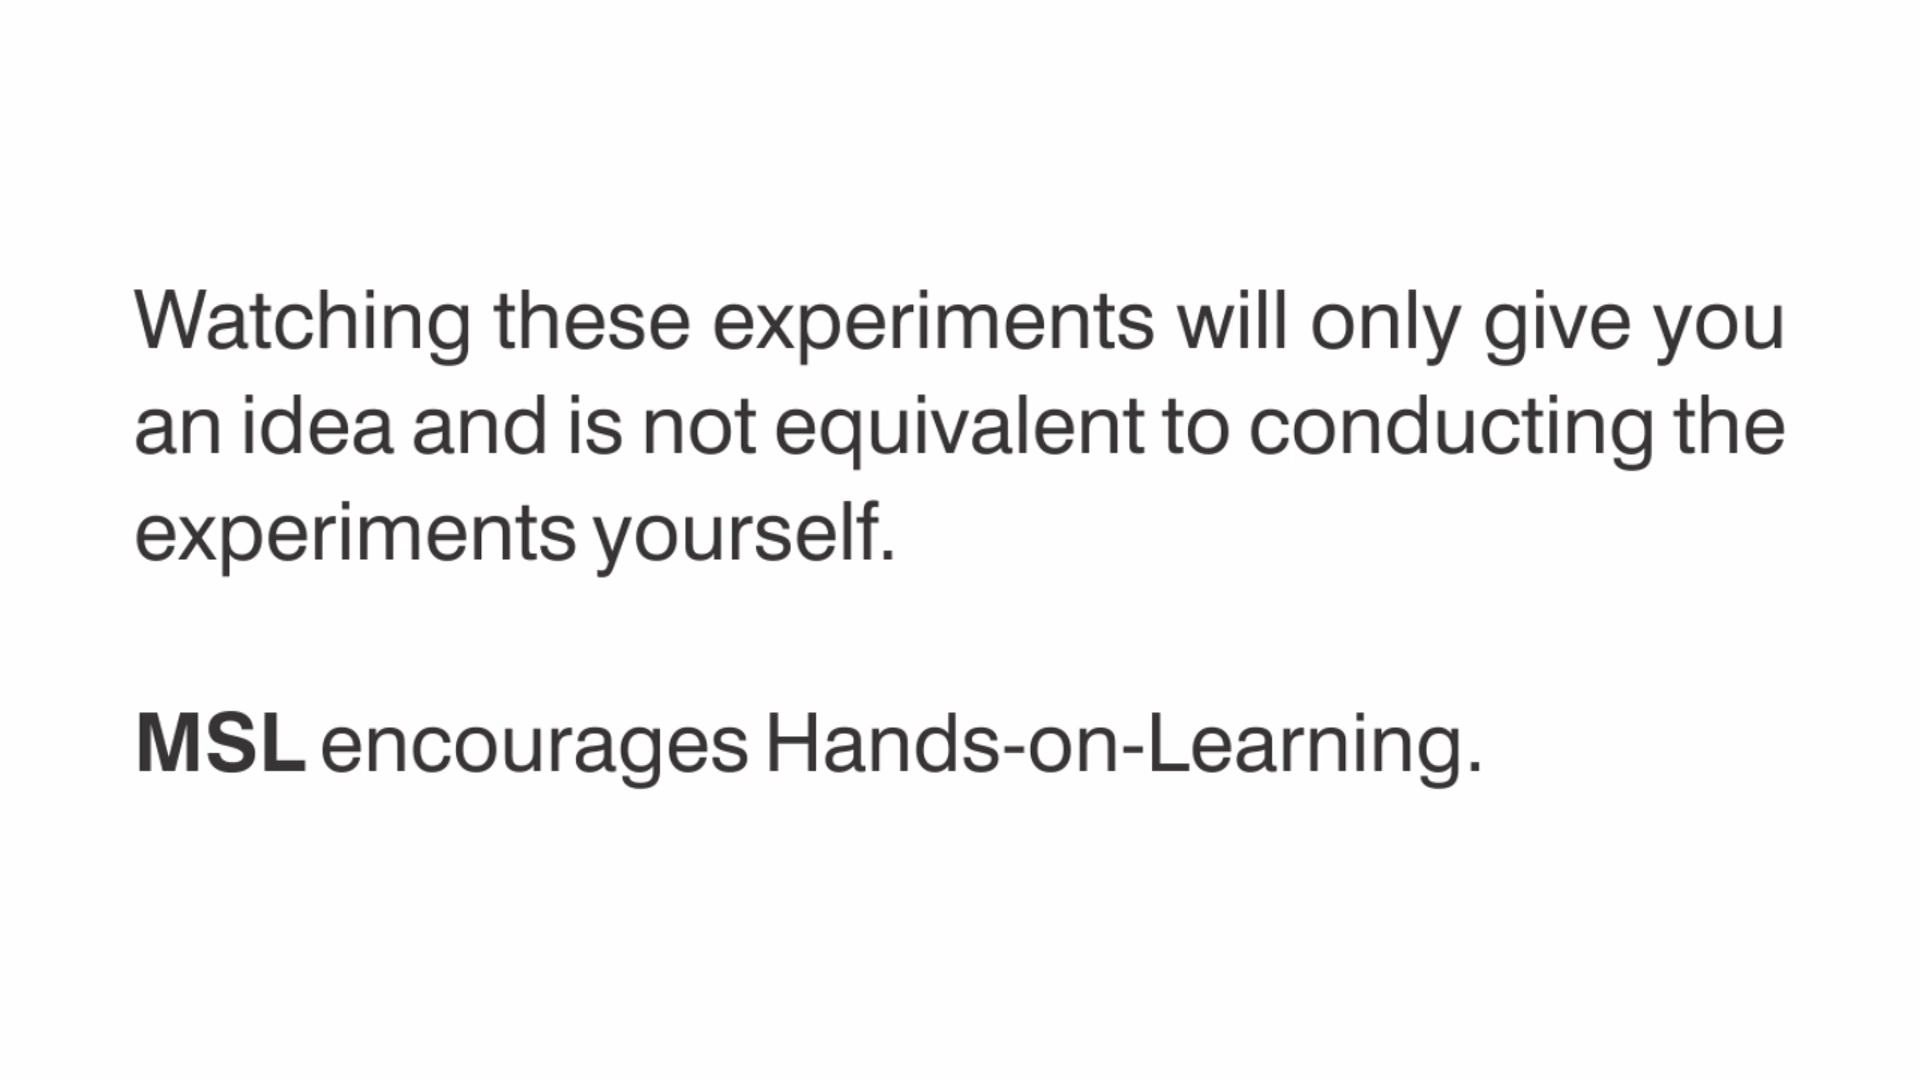 Watching these experiments will only give you
an idea and is not equivalent to conducting the
experiments yourself.
MSL encourages Hands-on-Learning.